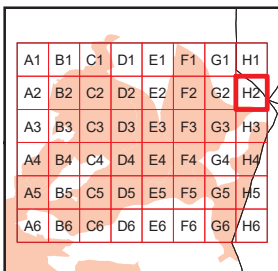 A1 B1 C1 D1 E1 F1 G1 H1
A2 B2 C2 D2 E2 F2 G2 H2
A3 B3 C3 D3 E3 F3 G3 H3
A4 B4 C4 D4 E4 F4 G4 H4
A5 B5 C5 D5 E5 F5 G5 H5
A6 B6 C6 D6 E6 F6 G6 H6